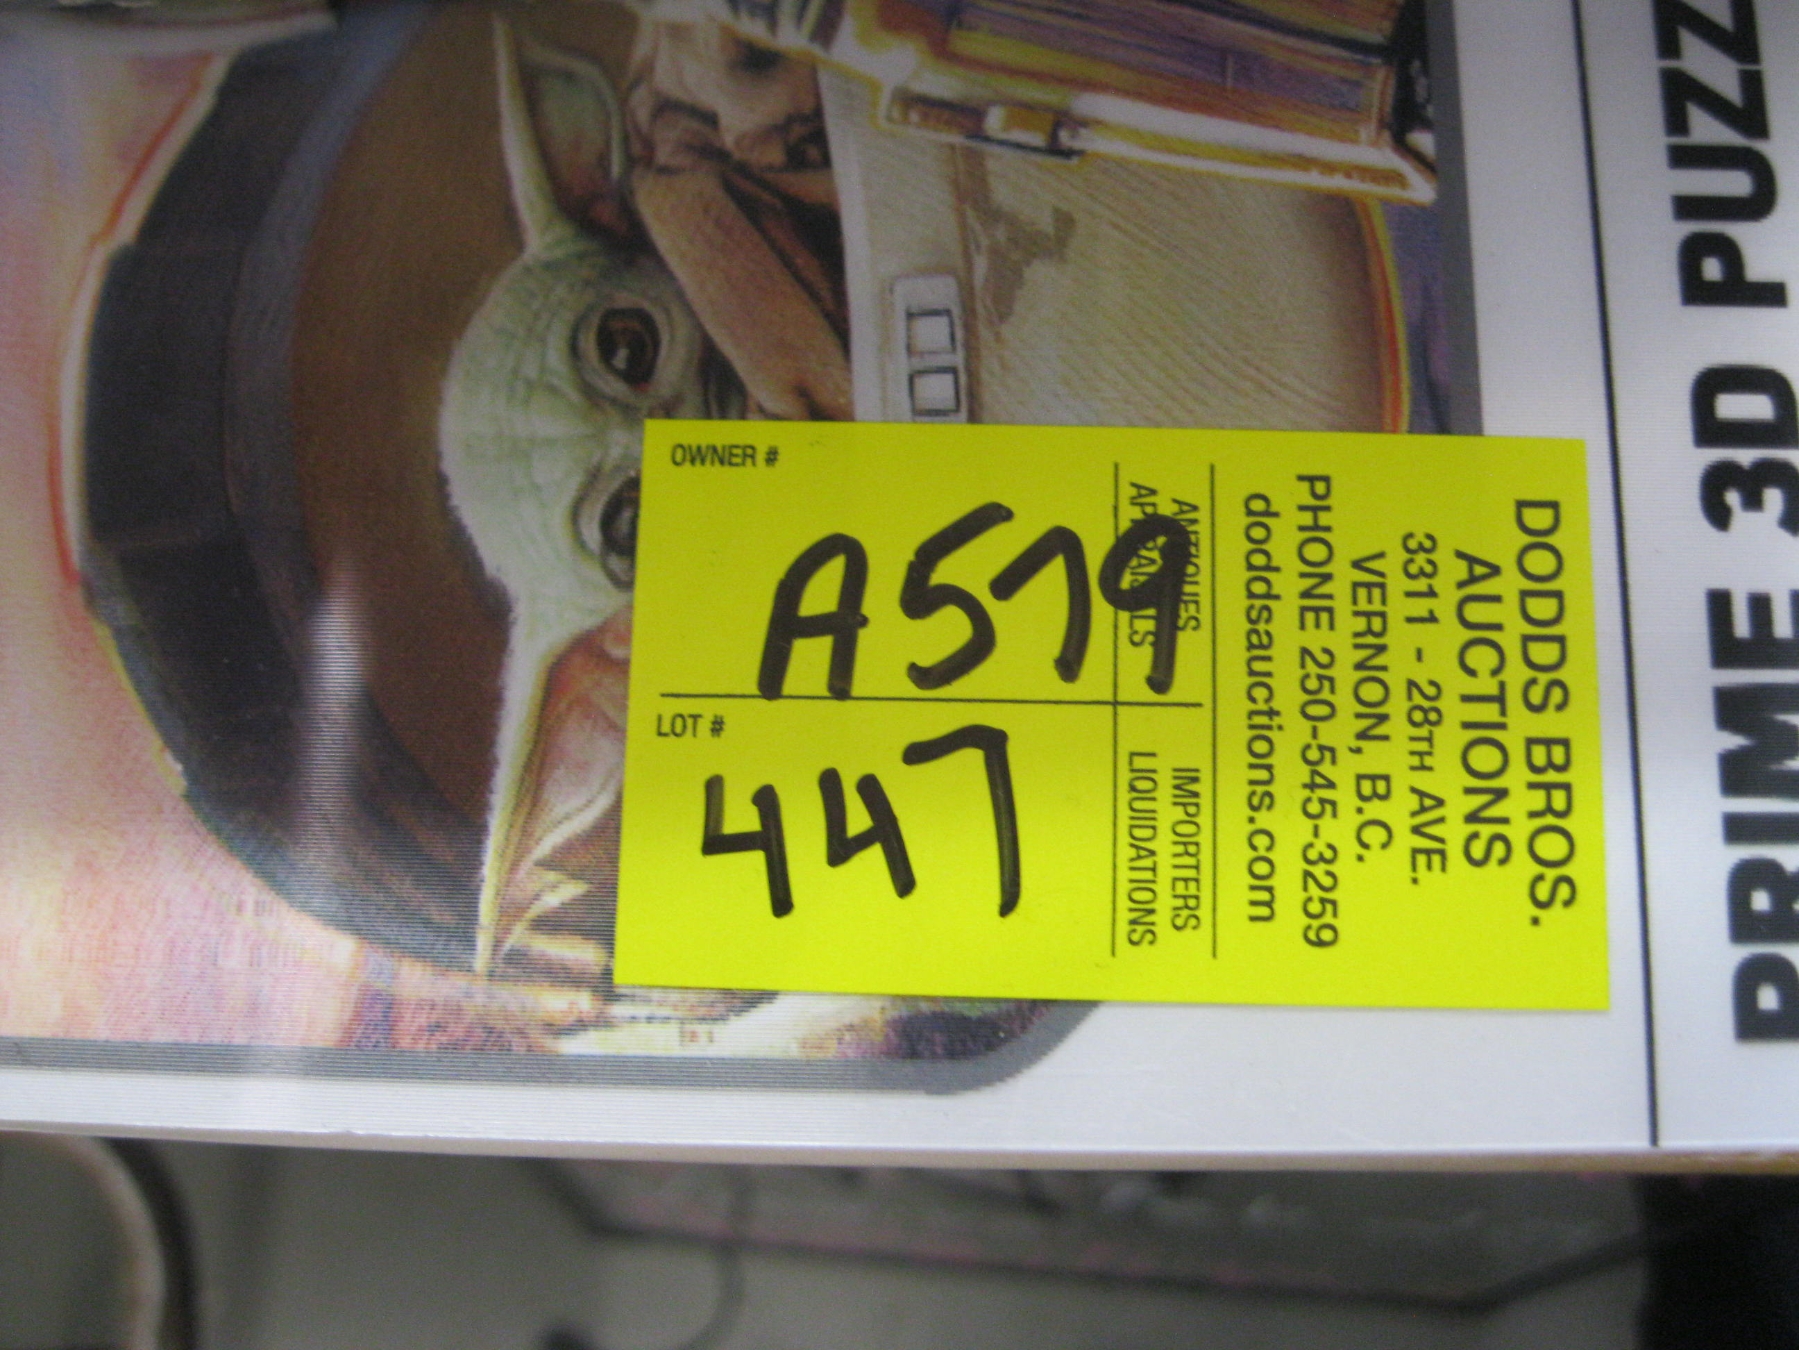 DODDS BROS.
AUCTIONS
3311 - 28TH AVE.
VERNON, B.C.
PHONE 250-545-3259
doddsauctions.com
ANTIQUES
APPRAISALS
IMPORTERS
LIQUIDATIONS
OWNER #
A579
LOT #
447
PRIME 3D PUZZ